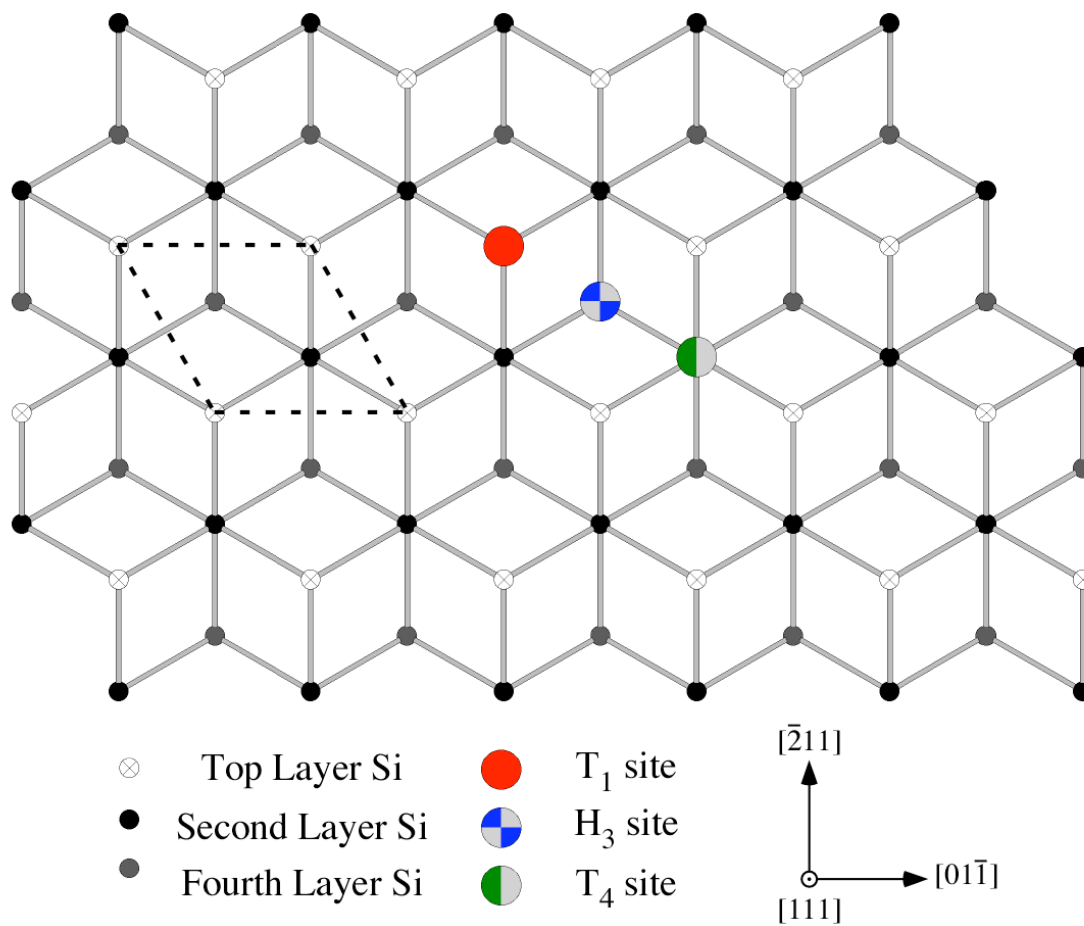 Top Layer Si
Second Layer Si
Fourth Layer Si
T₁ site
H₃ site
T₄ site
[2̄11]
[011̄]
[111]